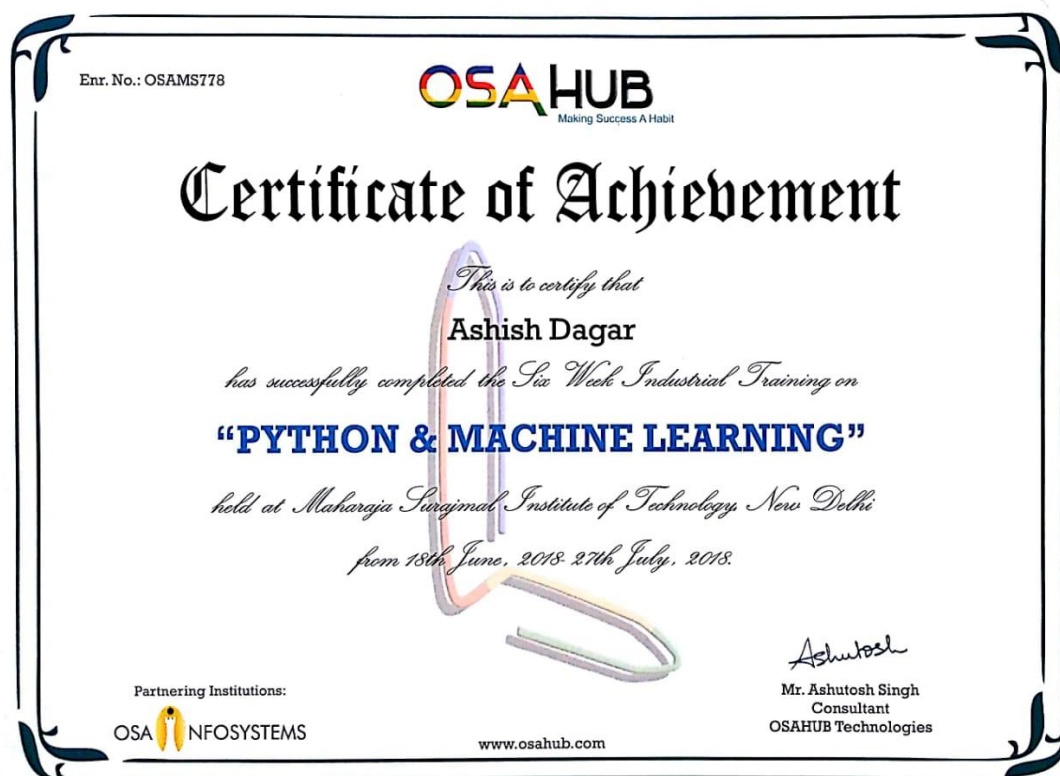 Enr. No.: OSAMS778
OSAHUB
Making Success A Habit
Certificate of Achievement
This is to certify that
Ashish Dagar
has successfully completed the Six Week Industrial Training on
“PYTHON & MACHINE LEARNING”
held at Maharaja Surajmal Institute of Technology, New Delhi
from 18th June, 2018- 27th July, 2018.
Ashutosh
Mr. Ashutosh Singh
Consultant
OSAHUB Technologies
Partnering Institutions:
OSA INFOSYSTEMS
www.osahub.com